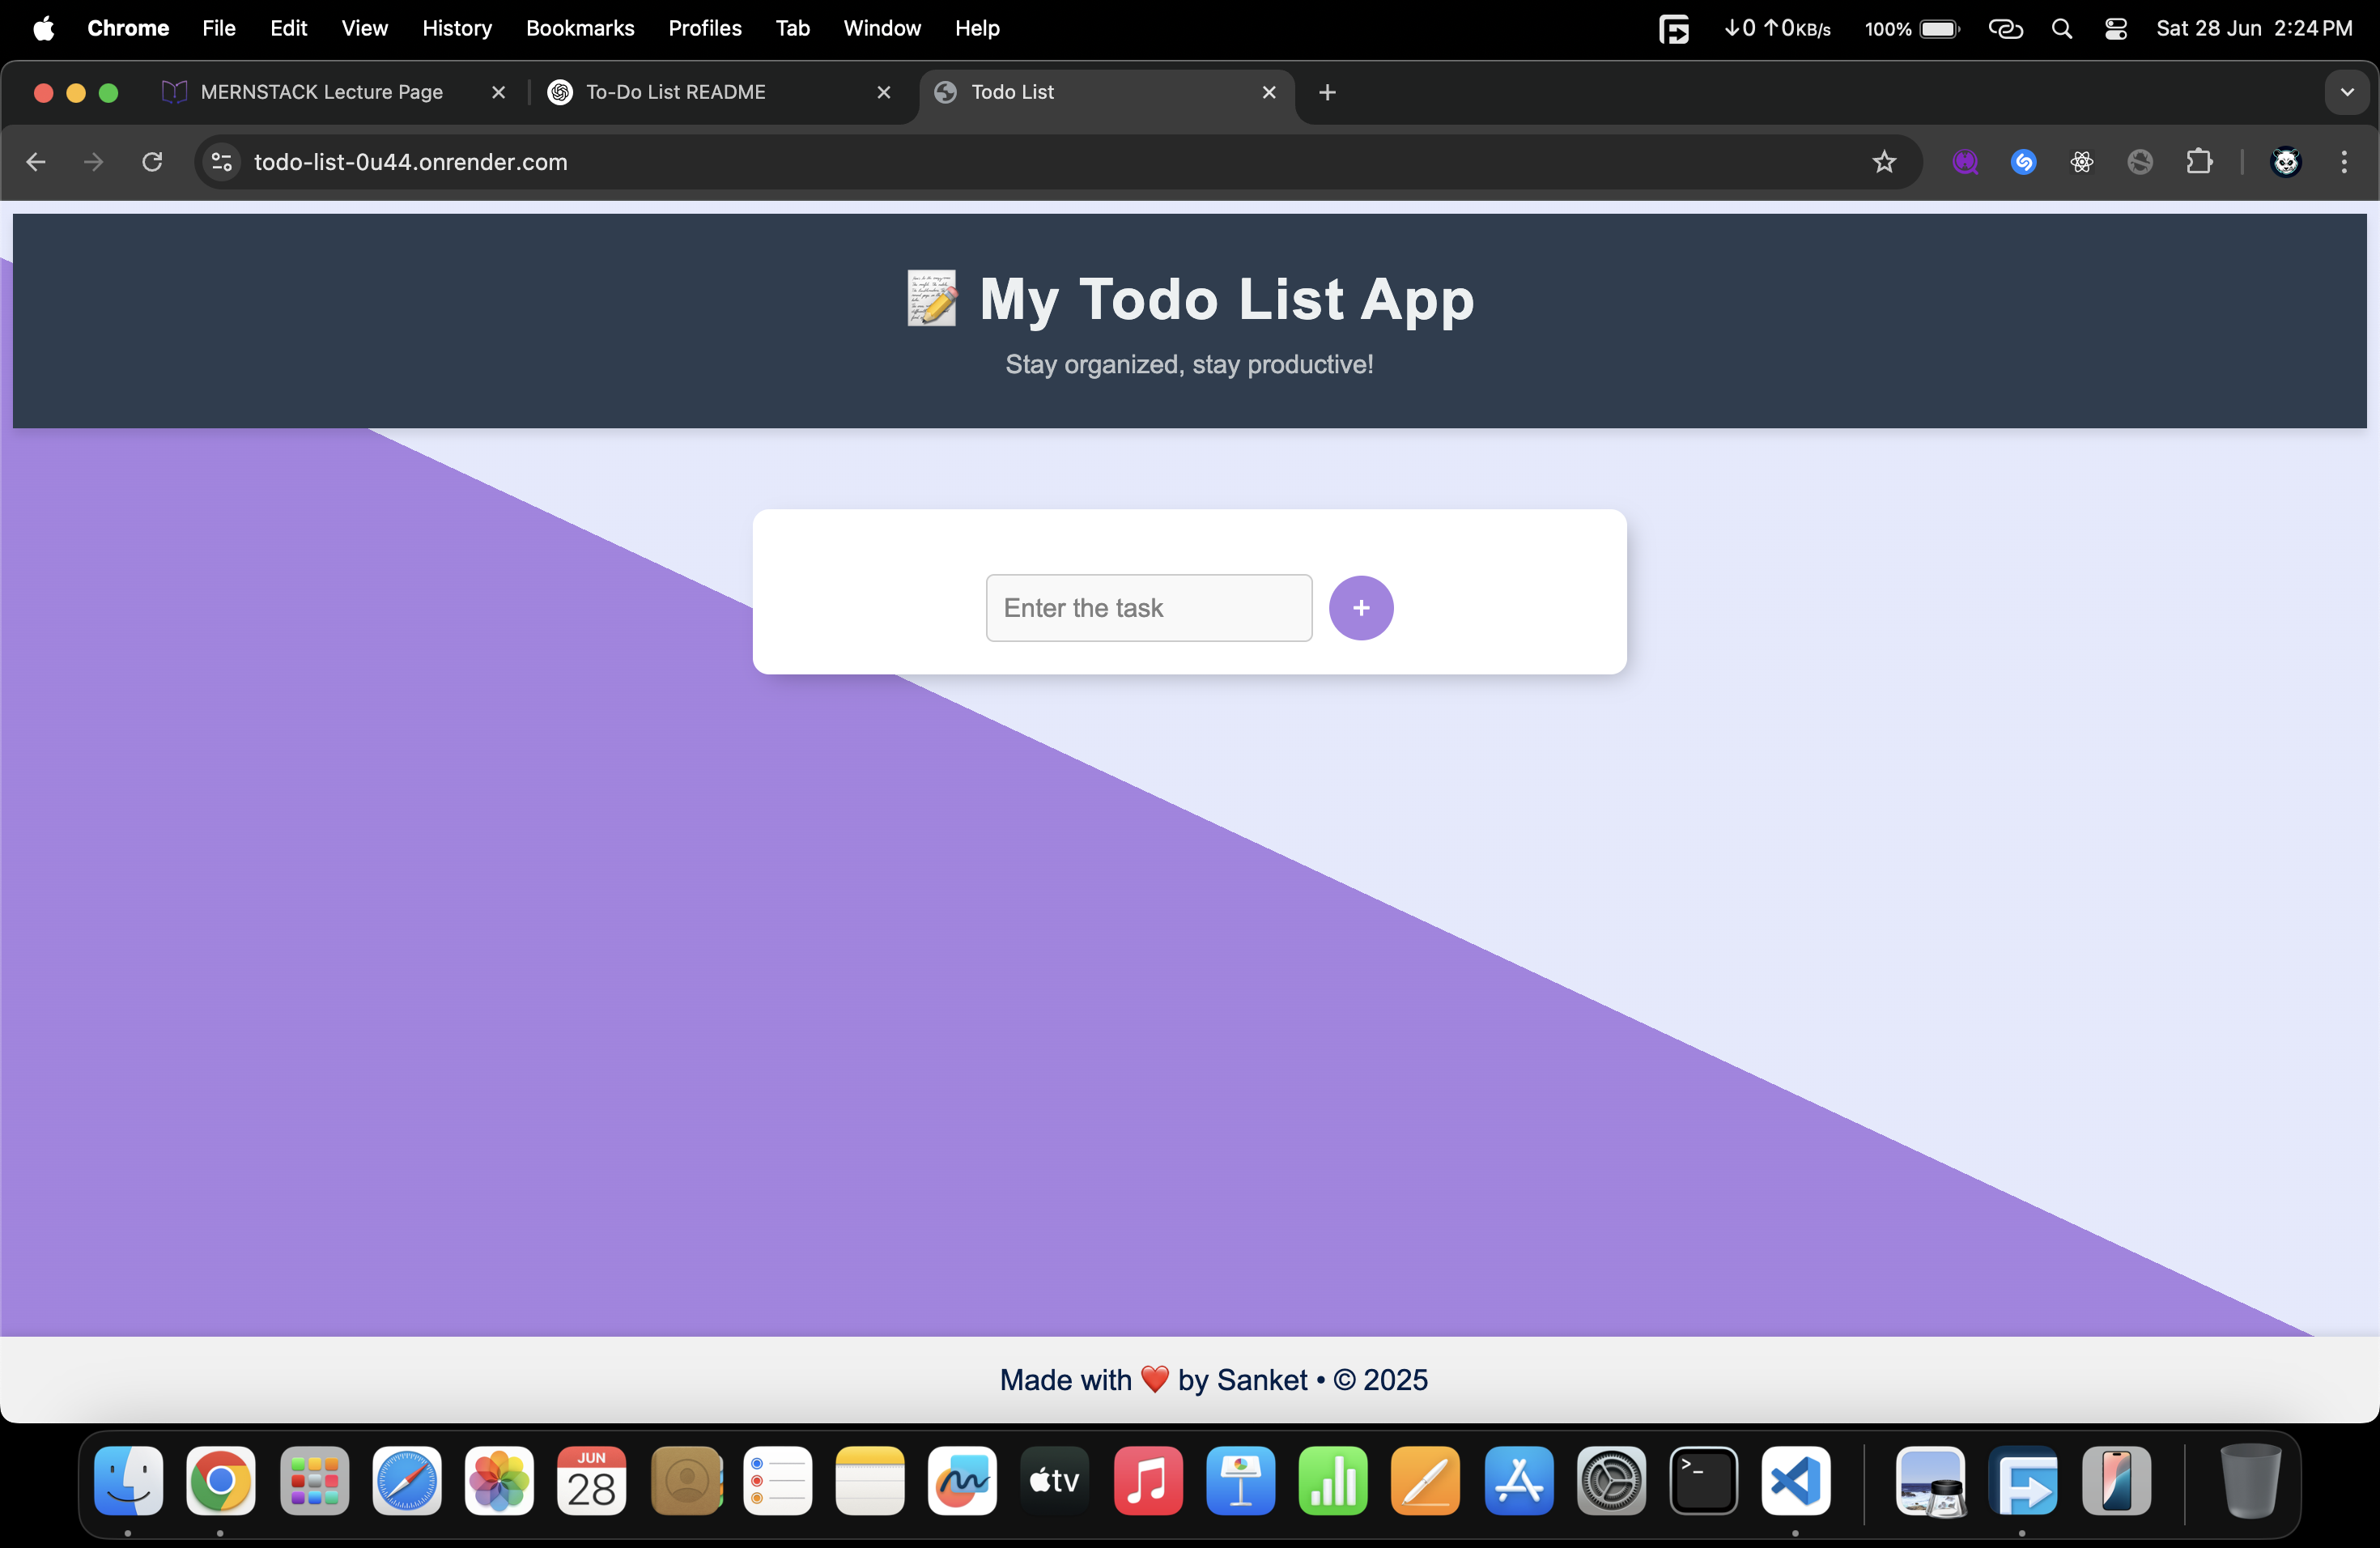 Chrome File Edit View History Bookmarks Profiles Tab Window Help ↓0 ↑0KB/s 100% Sat 28 Jun 2:24 PM
MERNSTACK Lecture Page To-Do List README Todo List
todo-list-0u44.onrender.com
📝 My Todo List App
Stay organized, stay productive!
Enter the task +
Made with ❤️ by Sanket • © 2025
JUN
28
tv
>_